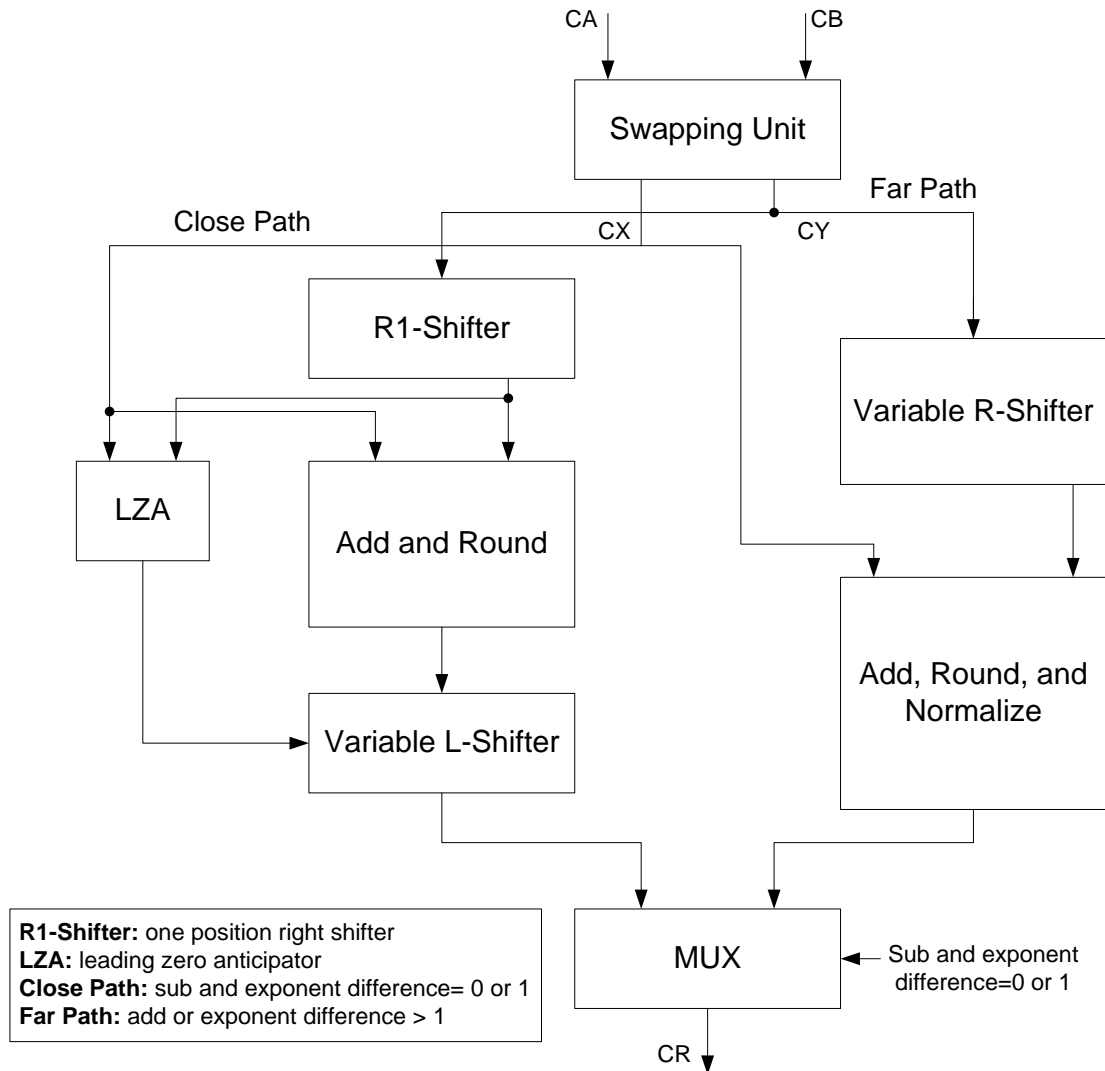 CA
CB
Swapping Unit
Far Path
Close Path
CX
CY
R1-Shifter
Variable R-Shifter
LZA
Add and Round
Add, Round, and
Normalize
Variable L-Shifter
R1-Shifter: one position right shifter
LZA: leading zero anticipator
Close Path: sub and exponent difference= 0 or 1
Far Path: add or exponent difference > 1
MUX
Sub and exponent
difference=0 or 1
CR